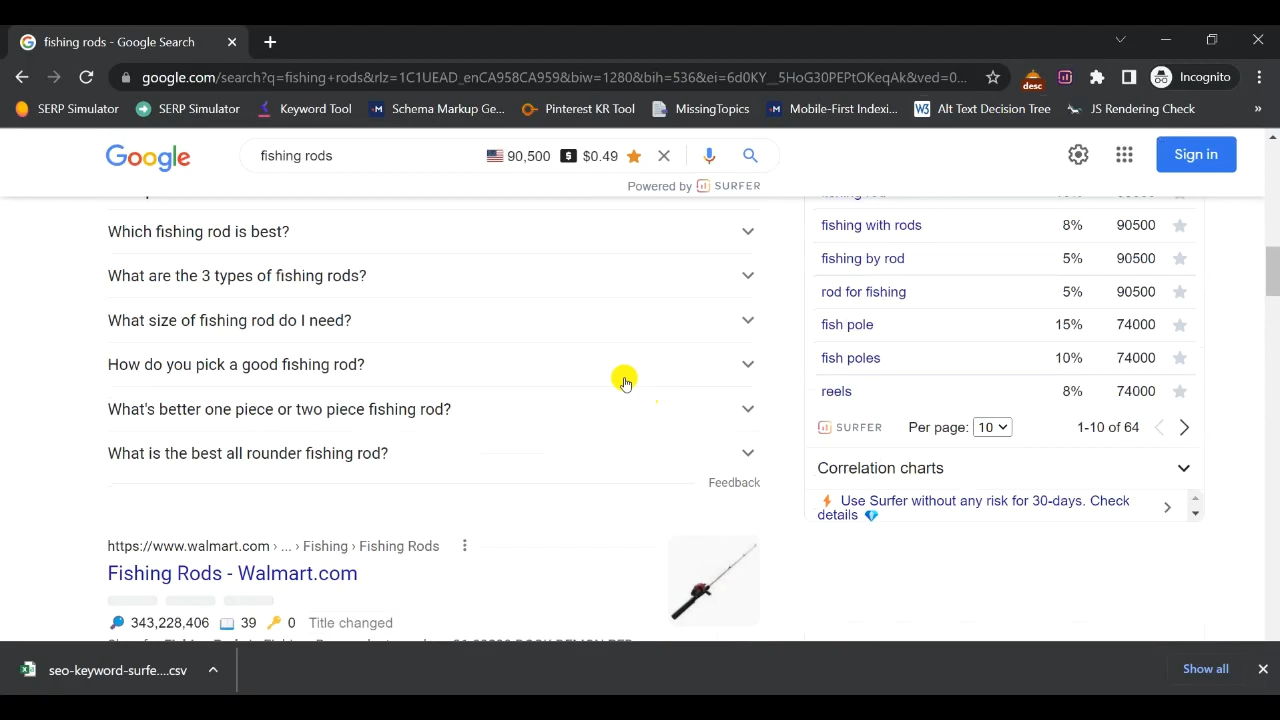 fishing rods - Google Search
google.com/search?q=fishing+rods&rlz=1C1UEAD_enCA958CA959&biw=1280&bih=536&ei=6d0KY__5HoG30PEPtOKeqAk&ved=0...
desc
Incognito
SERP Simulator
SERP Simulator
Keyword Tool
Schema Markup Ge...
Pinterest KR Tool
MissingTopics
Mobile-First Indexi...
Alt Text Decision Tree
JS Rendering Check
»
Google
fishing rods
90,500
$0.49
Sign in
Powered by SURFER
Which fishing rod is best?
What are the 3 types of fishing rods?
What size of fishing rod do I need?
How do you pick a good fishing rod?
What's better one piece or two piece fishing rod?
What is the best all rounder fishing rod?
Feedback
https://www.walmart.com › ... › Fishing › Fishing Rods
Fishing Rods - Walmart.com
343,228,406 39 0 Title changed
fishing with rods 8% 90500
fishing by rod 5% 90500
rod for fishing 5% 90500
fish pole 15% 74000
fish poles 10% 74000
reels 8% 74000
SURFER Per page: 10 1-10 of 64
Correlation charts
Use Surfer without any risk for 30-days. Check
details
seo-keyword-surfe....csv
Show all